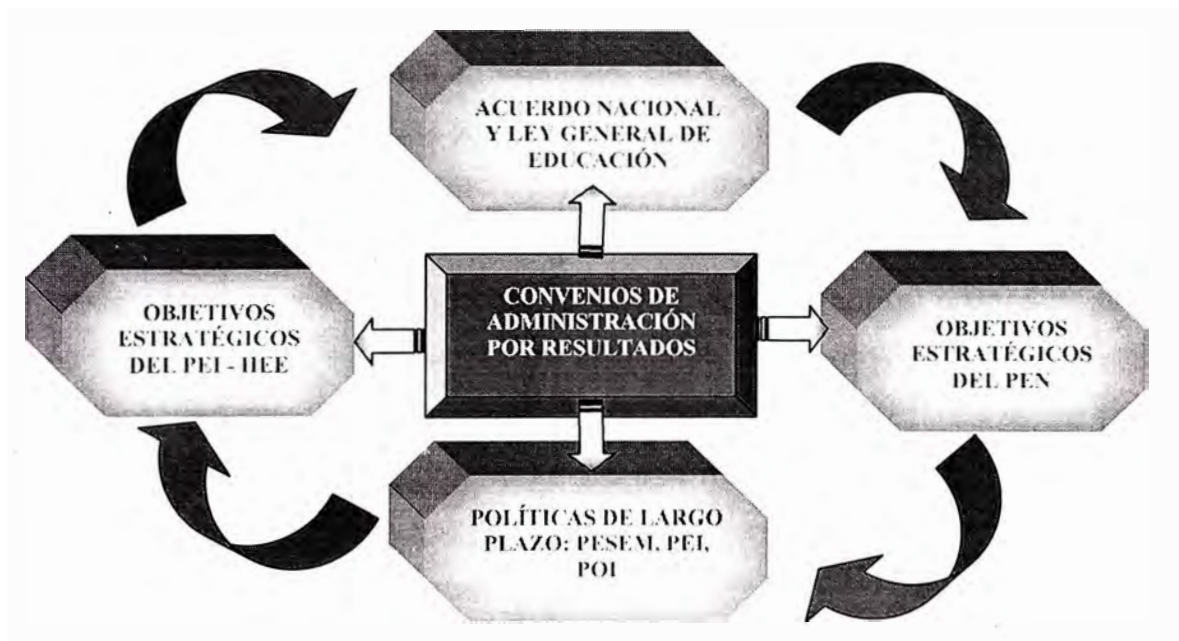 ACUERDO NACIONAL
Y LEY GENERAL DE
EDUCACIÓN
OBJETIVOS
ESTRATÉGICOS
DEL PEI - IIEE
CONVENIOS DE
ADMINISTRACIÓN
POR RESULTADOS
OBJETIVOS
ESTRATÉGICOS
DEL PEN
POLÍTICAS DE LARGO
PLAZO: PESEM, PEI,
POI